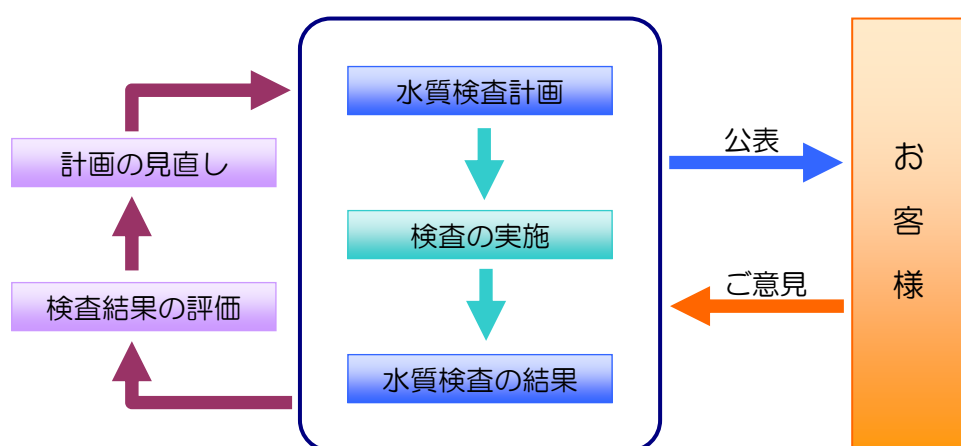 水質検査計画
検査の実施
水質検査の結果
検査結果の評価
計画の見直し
公表
ご意見
お客様